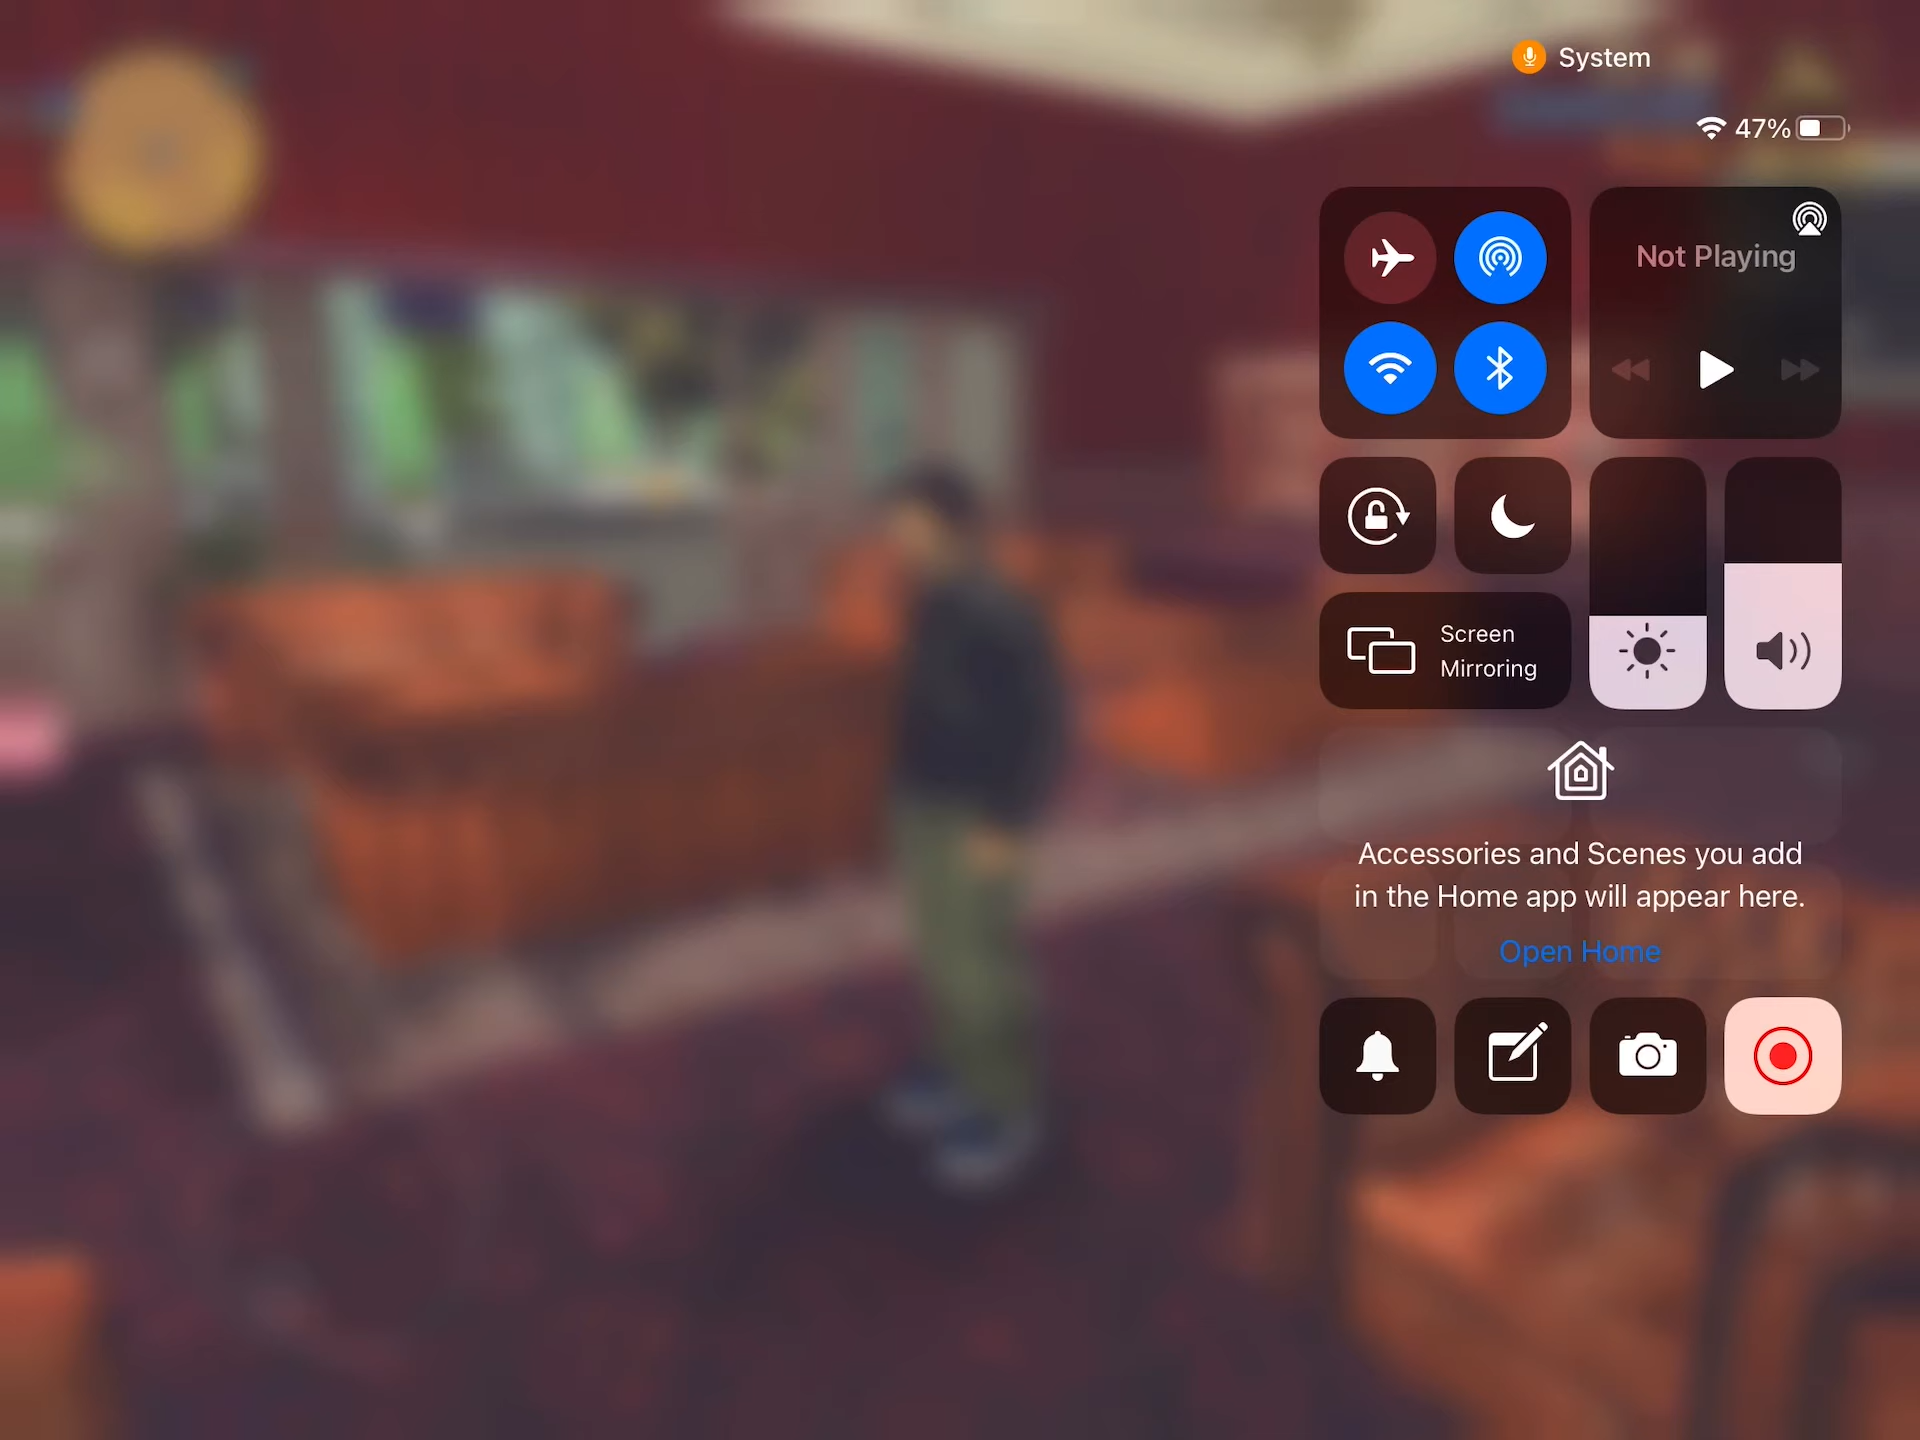 System
47%
Not Playing
Screen
Mirroring
Accessories and Scenes you add
in the Home app will appear here.
Open Home